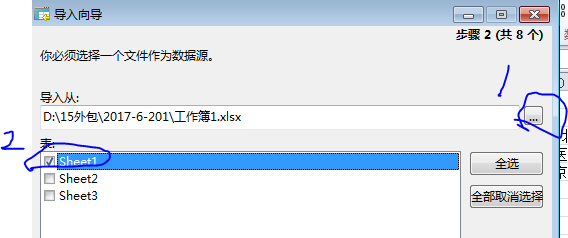 导入向导
步骤 2 (共 8 个)
你必须选择一个文件作为数据源。
1
导入从:
D:\15外包\2017-6-201\工作簿1.xlsx
...
2
表:
Sheet1
全选
Sheet2
Sheet3
全部取消选择